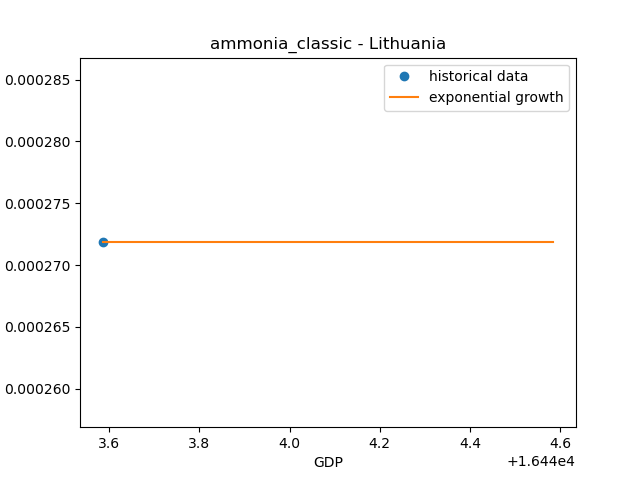 ammonia_classic - Lithuania
historical data
exponential growth
0.000285
0.000280
0.000275
0.000270
0.000265
0.000260
3.6 3.8 4.0 4.2 4.4 4.6
+1.644e4
GDP